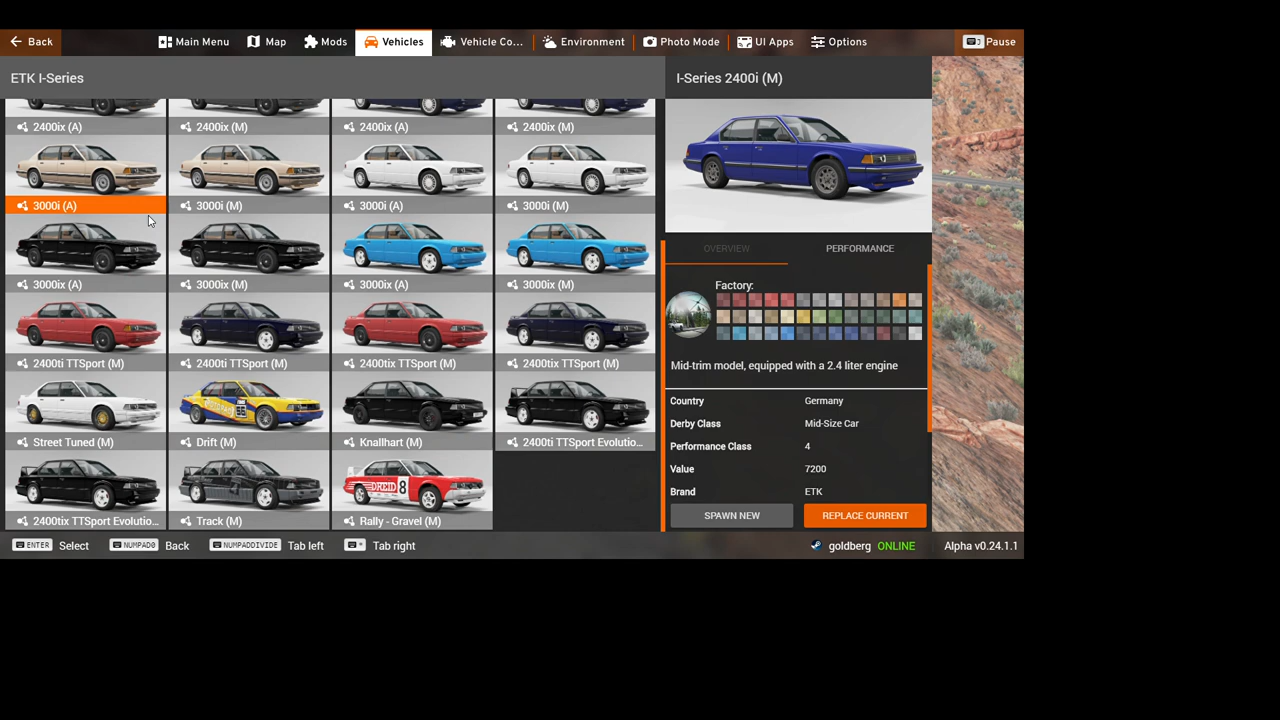 Back
Main Menu
Map
Mods
Vehicles
Vehicle Co...
Environment
Photo Mode
UI Apps
Options
Pause
ETK I-Series
I-Series 2400i (M)
2400ix (A)
2400ix (M)
2400ix (A)
2400ix (M)
3000i (A)
3000i (M)
3000i (A)
3000i (M)
3000ix (A)
3000ix (M)
3000ix (A)
3000ix (M)
2400ti TTSport (M)
2400ti TTSport (M)
2400tix TTSport (M)
2400tix TTSport (M)
Street Tuned (M)
Drift (M)
Knallhart (M)
2400ti TTSport Evolutio...
DREID 8
2400tix TTSport Evolutio...
Track (M)
Rally - Gravel (M)
OVERVIEW
PERFORMANCE
Factory:
Mid-trim model, equipped with a 2.4 liter engine
Country Germany
Debry Class Mid-Size Car
Performance Class 4
Value 7200
Brand ETK
SPAWN NEW
REPLACE CURRENT
ENTER Select
NUMPAD0 Back
NUMPADDIVIDE Tab left
* Tab right
goldberg ONLINE
Alpha v0.24.1.1